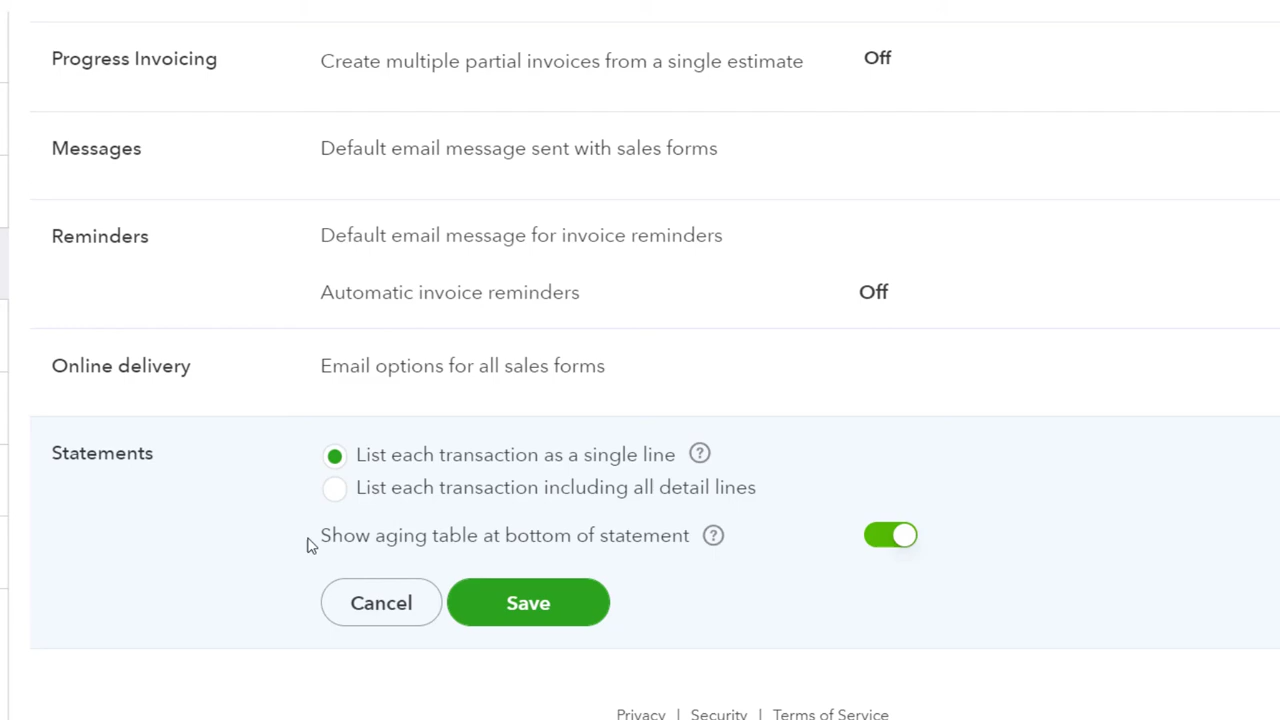 Progress Invoicing Create multiple partial invoices from a single estimate Off
Messages Default email message sent with sales forms
Reminders Default email message for invoice reminders
Automatic invoice reminders Off
Online delivery Email options for all sales forms
Statements List each transaction as a single line ?
List each transaction including all detail lines
Show aging table at bottom of statement ?
Cancel Save
Privacy | Security | Terms of Service